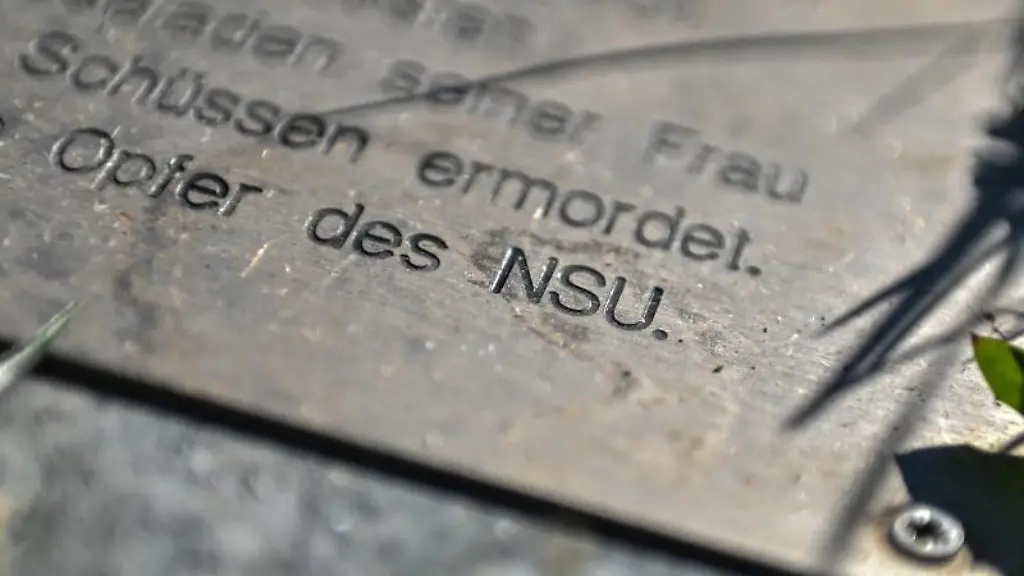 seiner Frau
Schüssen ermordet.
Opfer des NSU.